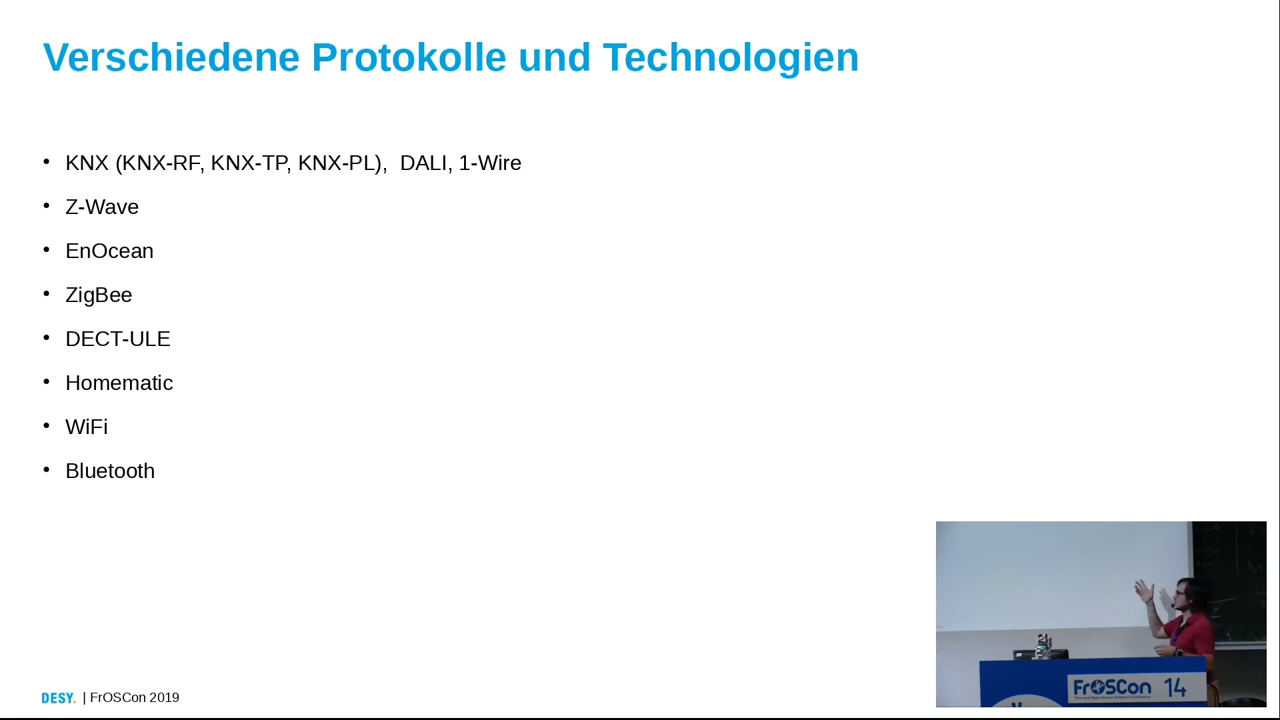 Verschiedene Protokolle und Technologien
• KNX (KNX-RF, KNX-TP, KNX-PL), DALI, 1-Wire
• Z-Wave
• EnOcean
• ZigBee
• DECT-ULE
• Homematic
• WiFi
• Bluetooth
DESY. | FrOSCon 2019
FrOSCon 14